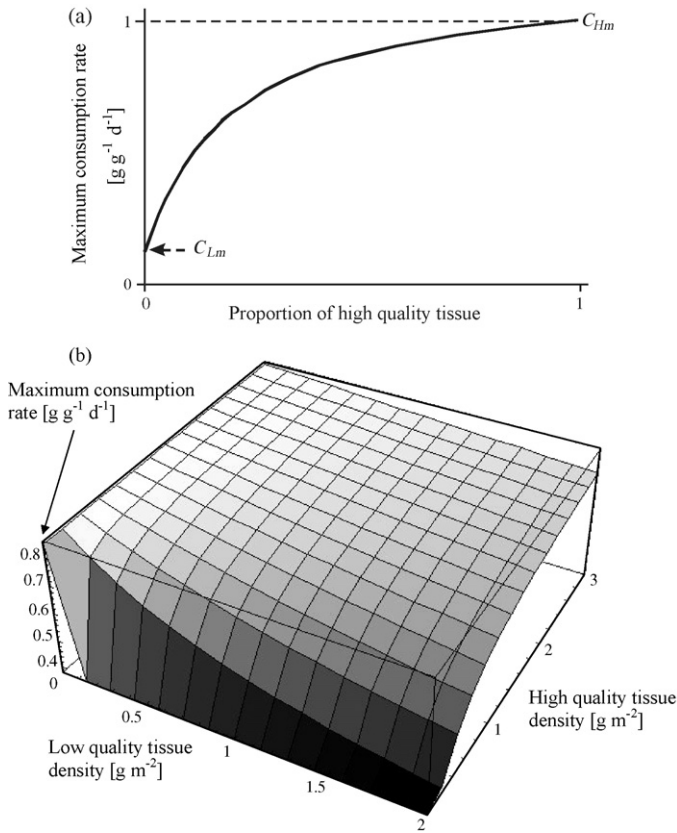 (a)
1
C_Hm
Maximum consumption rate
[g g⁻¹ d⁻¹]
C_Lm
0
0
1
Proportion of high quality tissue
(b)
Maximum consumption
rate [g g⁻¹ d⁻¹]
0.8
0.7
0.6
0.5
0.4
0
0.5
1
1.5
2
Low quality tissue
density [g m⁻²]
3
2
1
High quality tissue
density [g m⁻²]